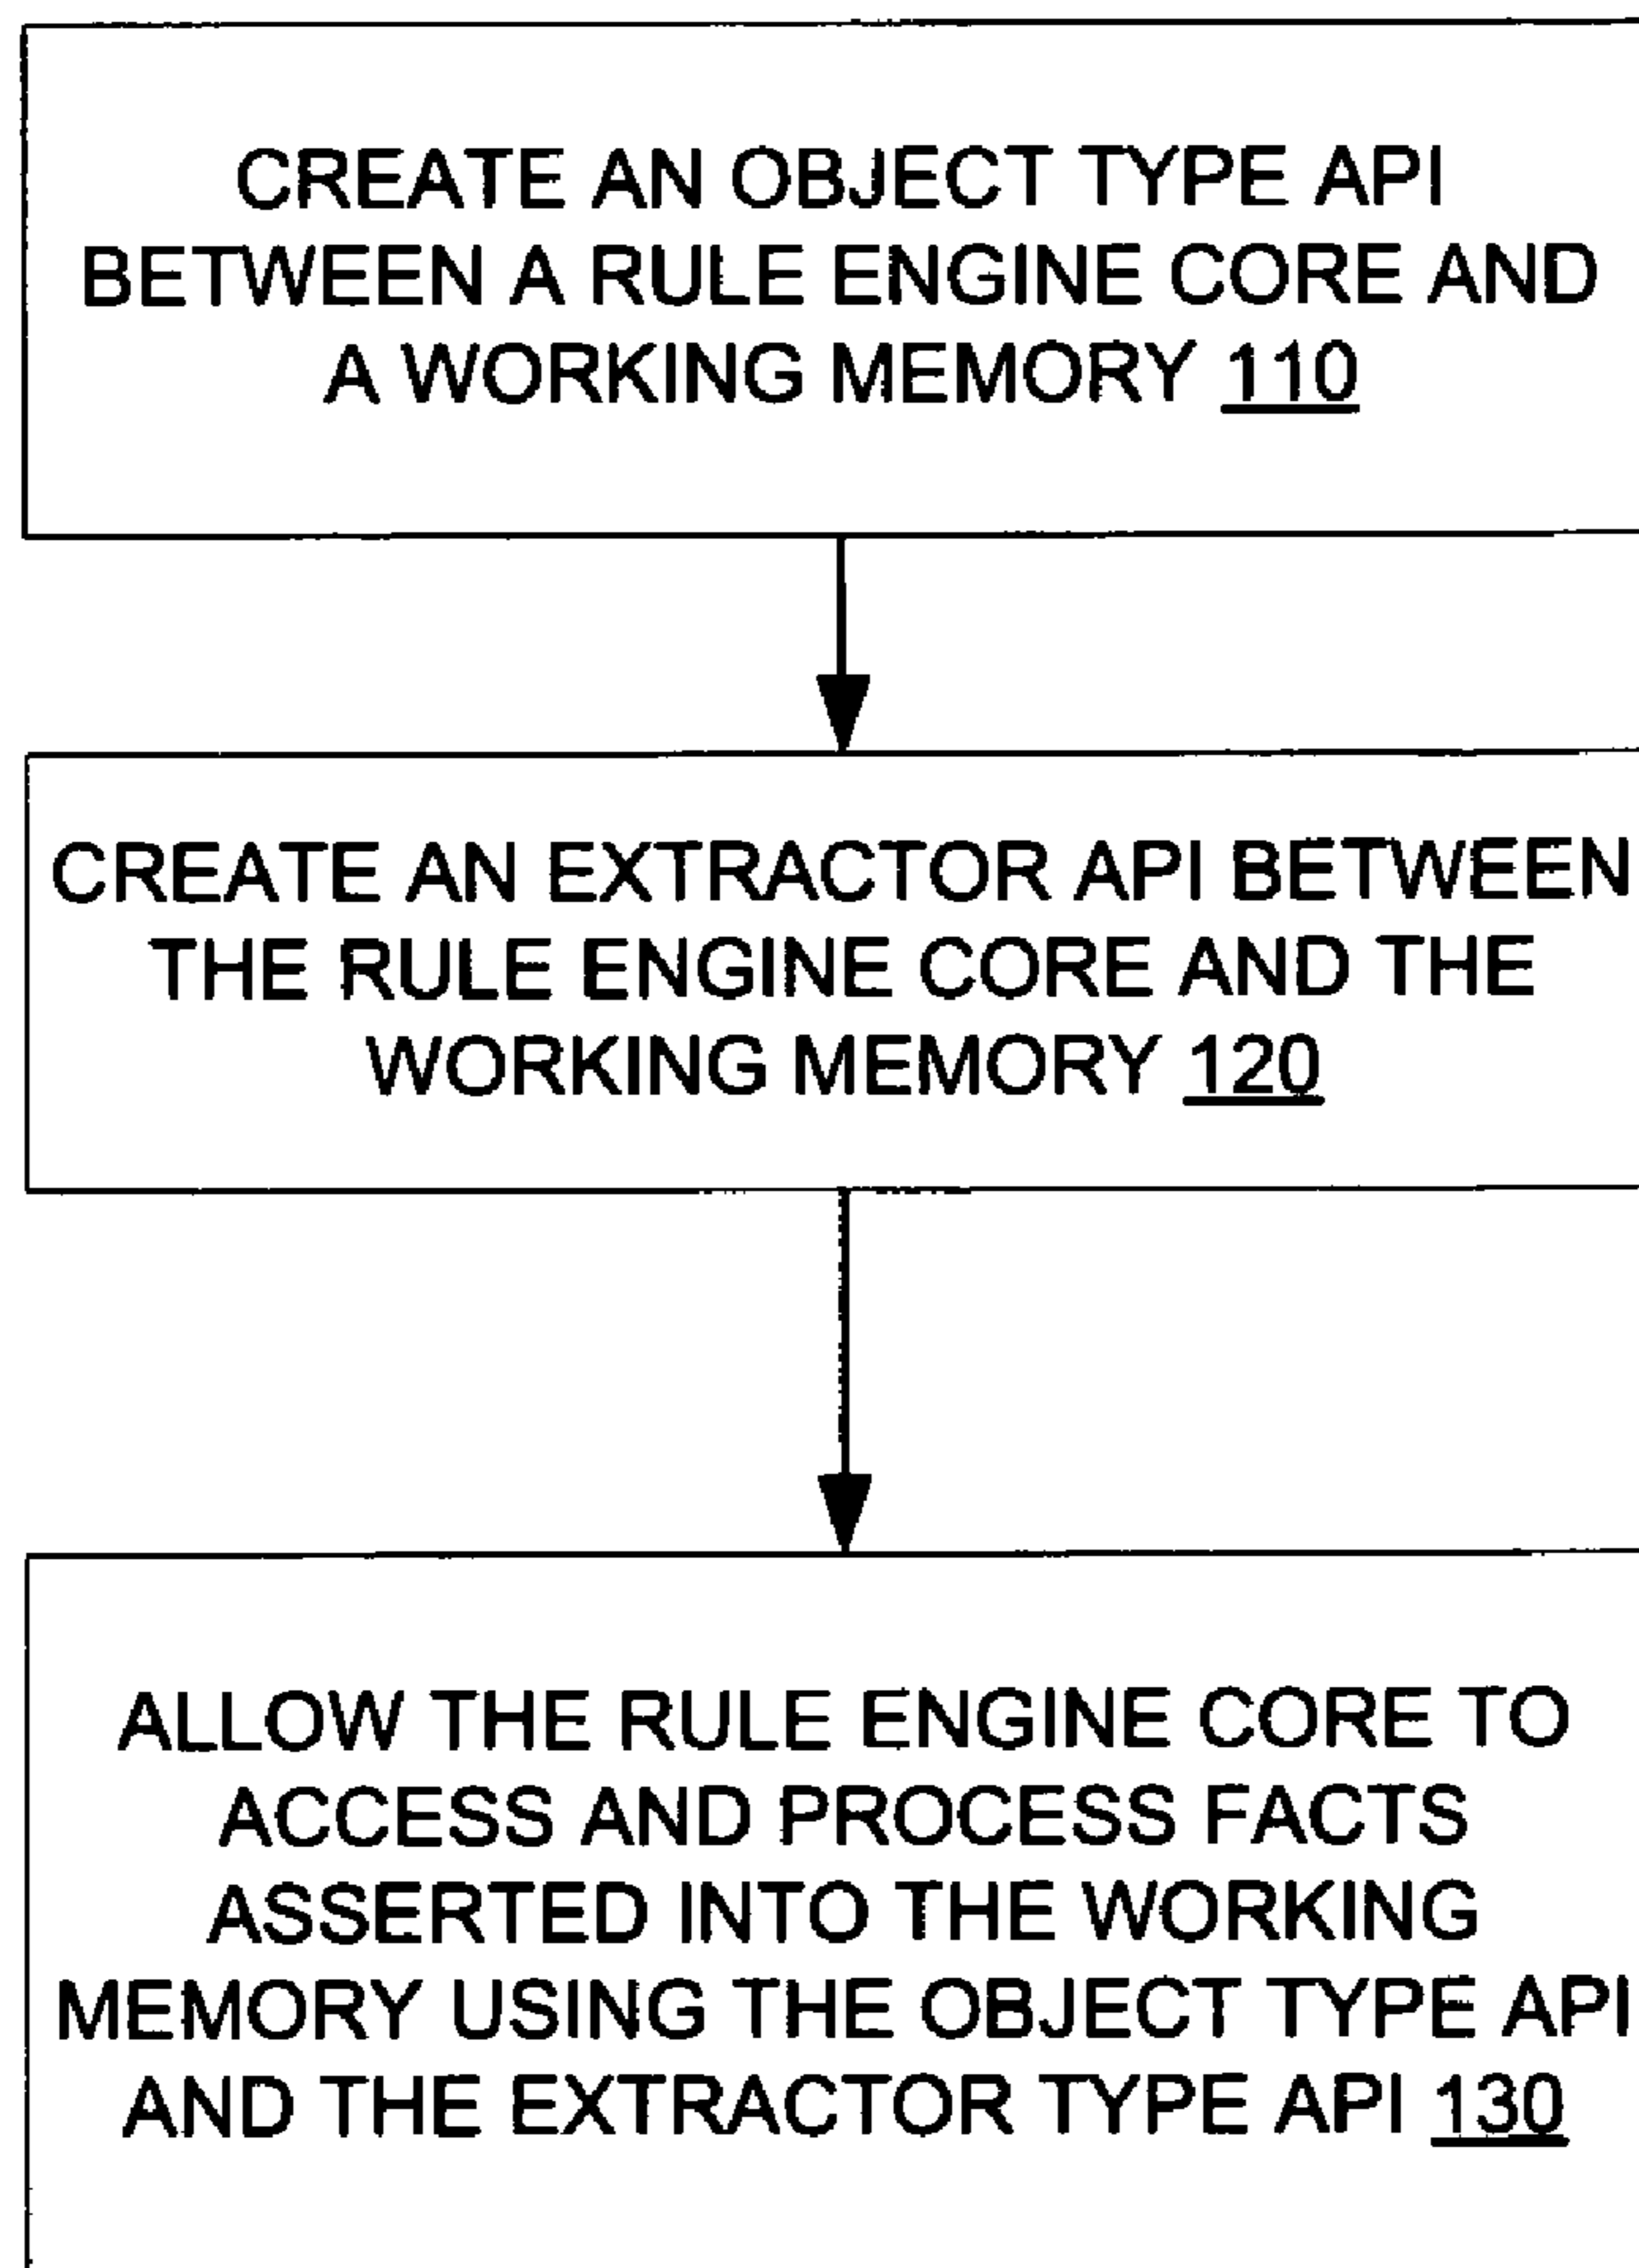 CREATE AN OBJECT TYPE API
BETWEEN A RULE ENGINE CORE AND
A WORKING MEMORY 110
CREATE AN EXTRACTOR API BETWEEN
THE RULE ENGINE CORE AND THE
WORKING MEMORY 120
ALLOW THE RULE ENGINE CORE TO
ACCESS AND PROCESS FACTS
ASSERTED INTO THE WORKING
MEMORY USING THE OBJECT TYPE API
AND THE EXTRACTOR TYPE API 130